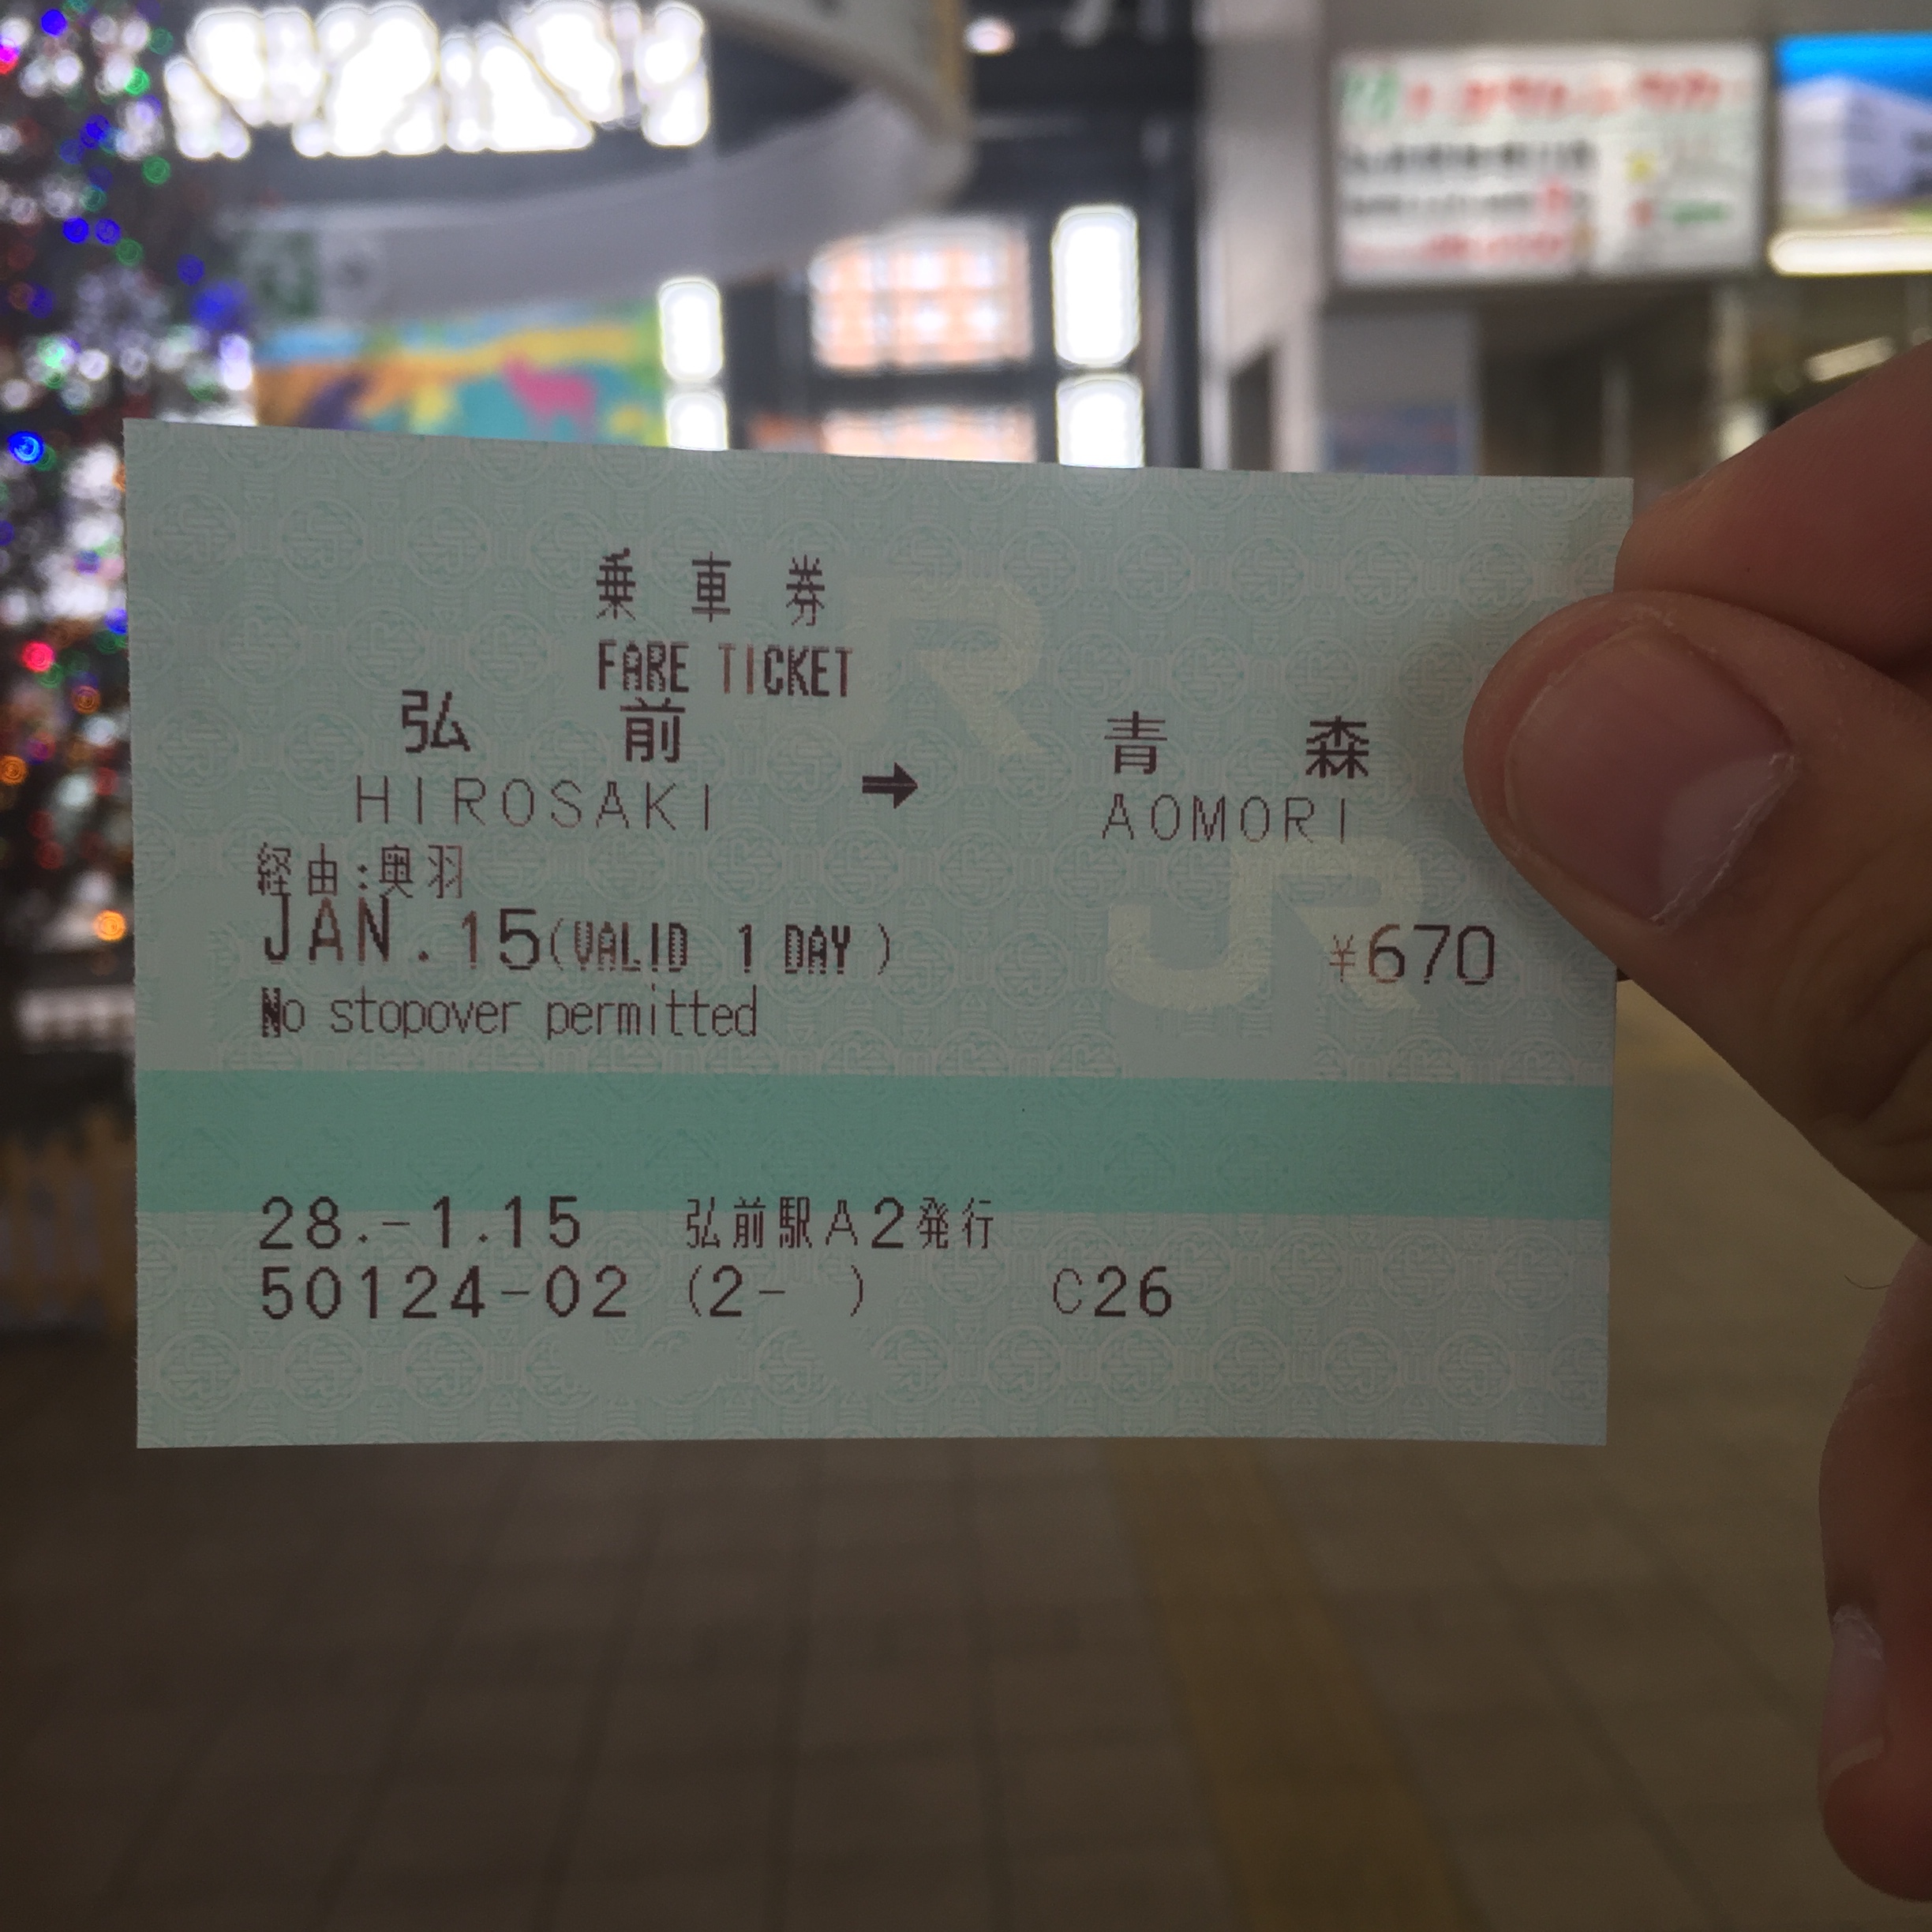 乗車券
FARE TICKET
弘前 → 青森
HIROSAKI AOMORI
経由:奥羽
JAN.15(VALID 1 DAY ) ¥670
No stopover permitted
28.-1.15 弘前駅A2発行
50124-02 (2- ) C26